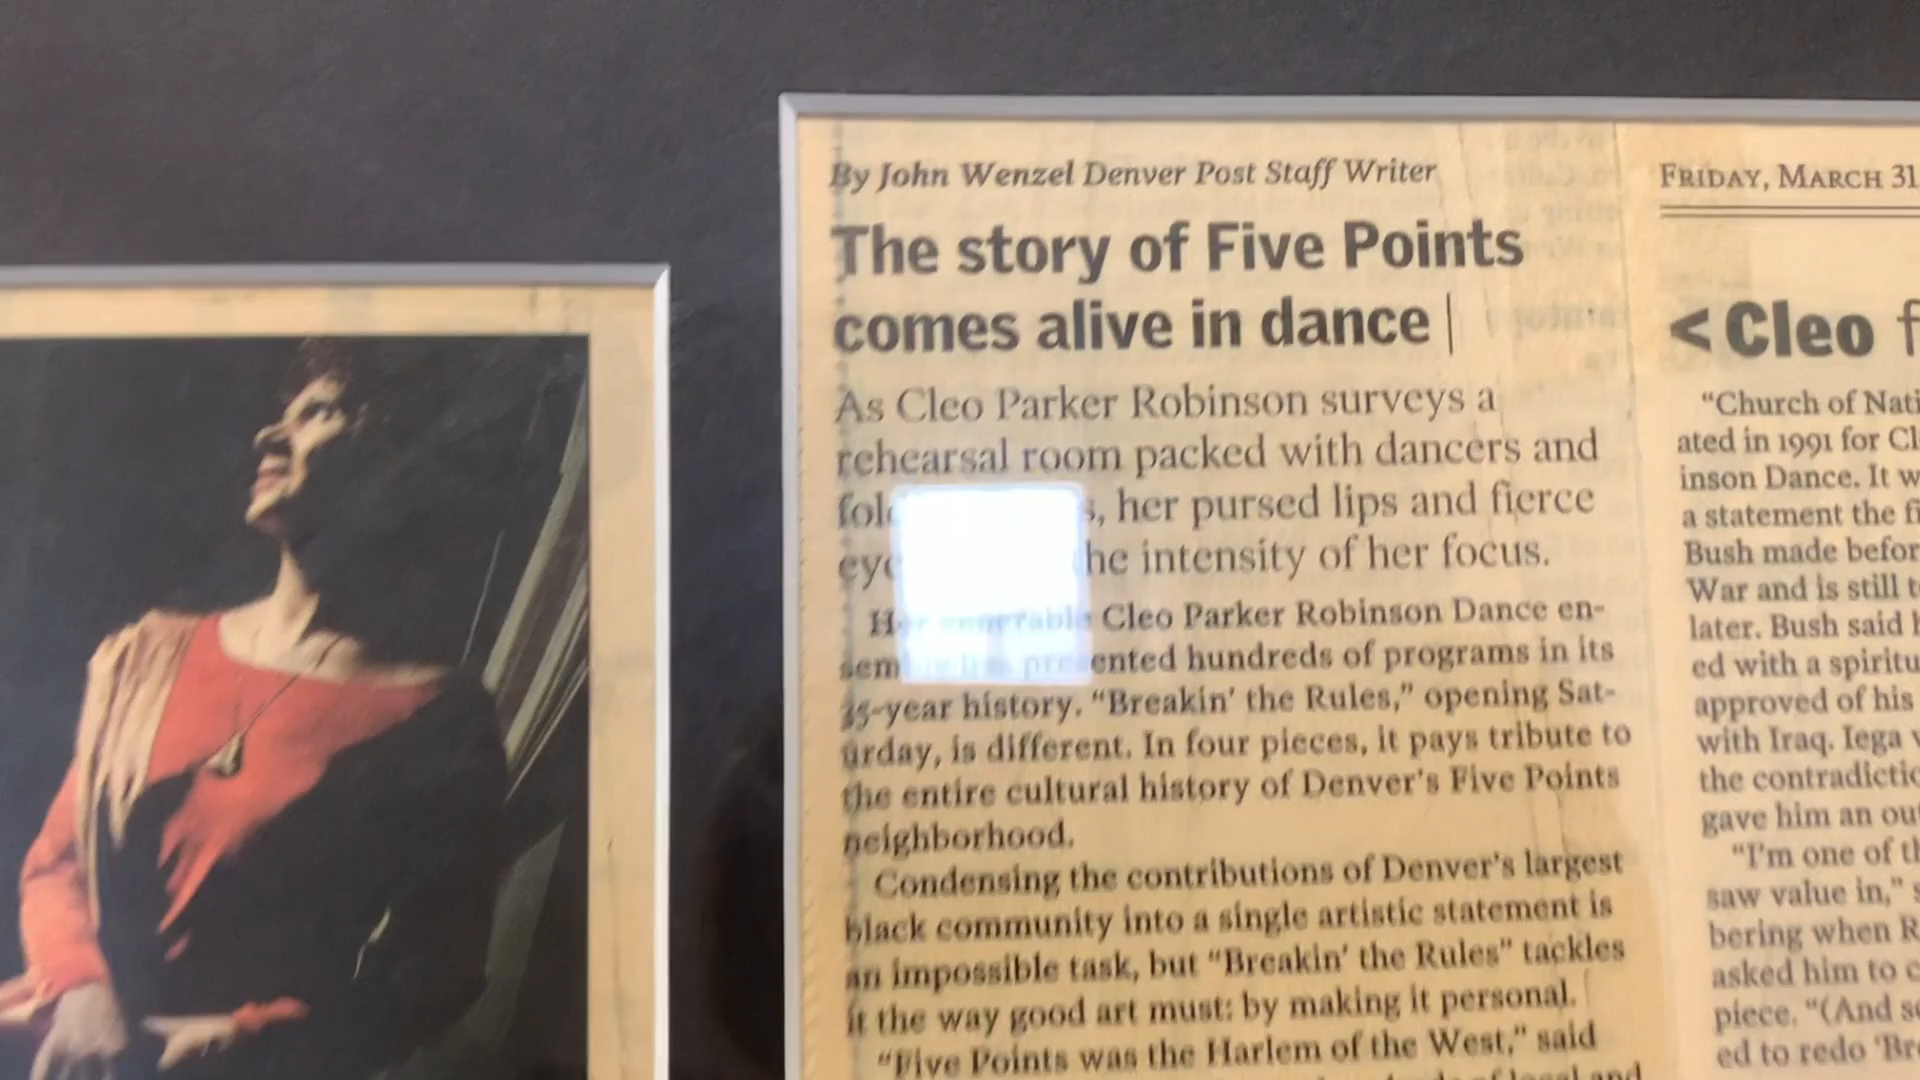 By John Wenzel Denver Post Staff Writer
The story of Five Points
comes alive in dance |
As Cleo Parker Robinson surveys a
rehearsal room packed with dancers and
her pursed lips and fierce
intensity of her focus.
Cleo Parker Robinson Dance en-
presented hundreds of programs in its
35-year history. “Breakin’ the Rules,” opening Sat-
urday, is different. In four pieces, it pays tribute to
the entire cultural history of Denver’s Five Points
neighborhood.
Condensing the contributions of Denver’s largest
black community into a single artistic statement is
an impossible task, but “Breakin’ the Rules” tackles
it the way good art must: by making it personal.
“Five Points was the Harlem of the West,” said
of local and
FRIDAY, MARCH 31
< Cleo f
“Church of Nati
ated in 1991 for Cl
inson Dance. It w
a statement the fi
Bush made befor
War and is still t
later. Bush said h
ed with a spiritu
approved of his
with Iraq. Iega
the contradictio
gave him an out
“I’m one of th
saw value in,” s
bering when R
asked him to c
piece. “(And so
ed to redo ‘Bre